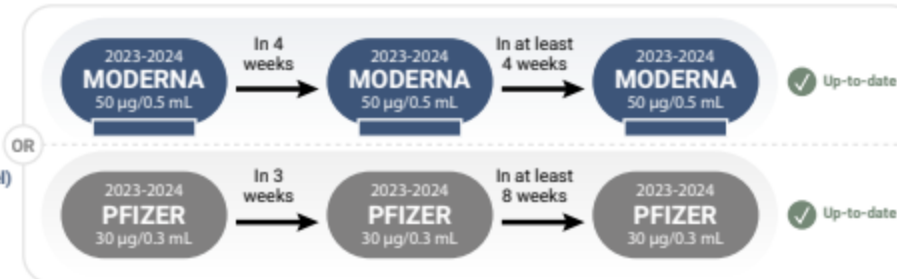 In 4
weeks
In at least
4 weeks
2023-2024
MODERNA
50 µg/0.5 mL
2023-2024
MODERNA
50 µg/0.5 mL
2023-2024
MODERNA
50 µg/0.5 mL
Up-to-date
OR
l)
In 3
weeks
In at least
8 weeks
2023-2024
PFIZER
30 µg/0.3 mL
2023-2024
PFIZER
30 µg/0.3 mL
2023-2024
PFIZER
30 µg/0.3 mL
Up-to-date